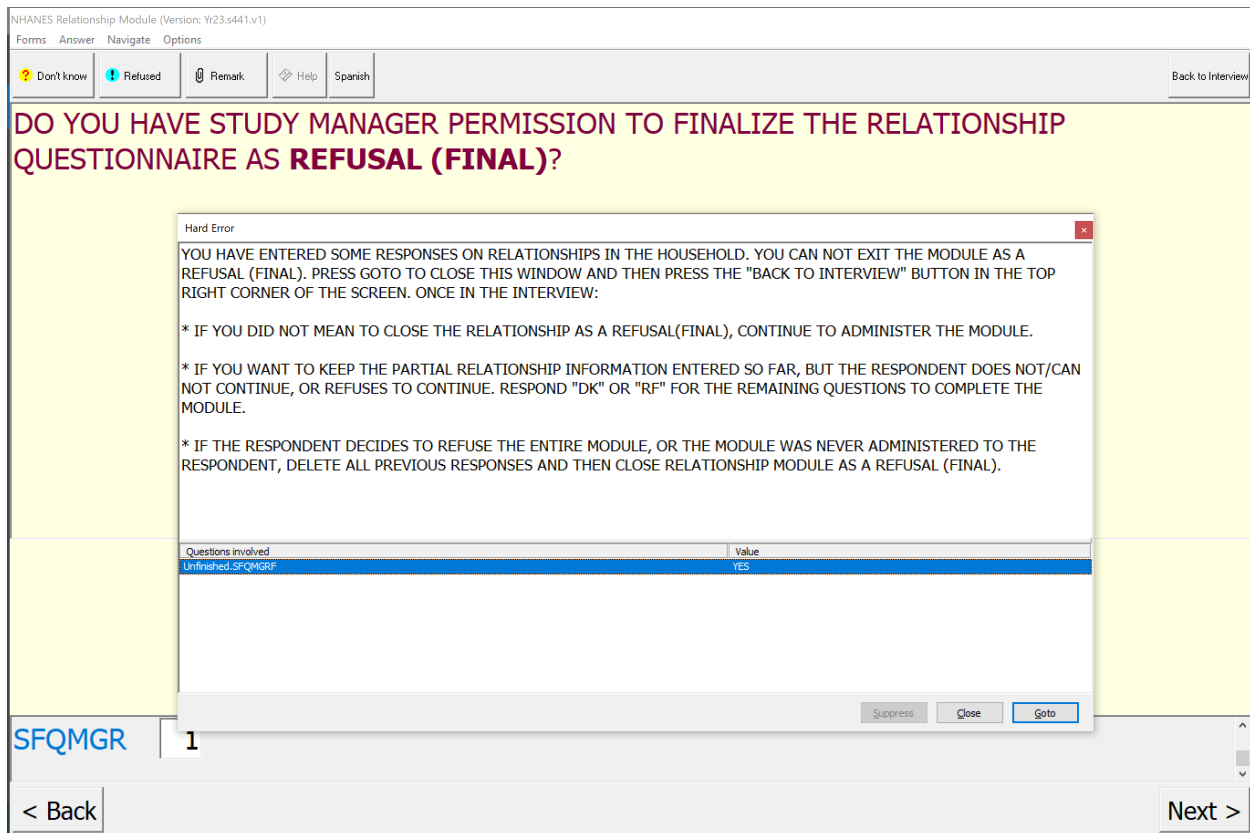 NHANES Relationship Module (Version: Yr23.s441.v1)
Forms Answer Navigate Options
? Don't know ! Refused Remark Help Spanish Back to Interview
DO YOU HAVE STUDY MANAGER PERMISSION TO FINALIZE THE RELATIONSHIP
QUESTIONNAIRE AS REFUSAL (FINAL)?
Hard Error
YOU HAVE ENTERED SOME RESPONSES ON RELATIONSHIPS IN THE HOUSEHOLD. YOU CAN NOT EXIT THE MODULE AS A
REFUSAL (FINAL). PRESS GOTO TO CLOSE THIS WINDOW AND THEN PRESS THE "BACK TO INTERVIEW" BUTTON IN THE TOP
RIGHT CORNER OF THE SCREEN. ONCE IN THE INTERVIEW:
* IF YOU DID NOT MEAN TO CLOSE THE RELATIONSHIP AS A REFUSAL(FINAL), CONTINUE TO ADMINISTER THE MODULE.
* IF YOU WANT TO KEEP THE PARTIAL RELATIONSHIP INFORMATION ENTERED SO FAR, BUT THE RESPONDENT DOES NOT/CAN
NOT CONTINUE, OR REFUSES TO CONTINUE. RESPOND "DK" OR "RF" FOR THE REMAINING QUESTIONS TO COMPLETE THE
MODULE.
* IF THE RESPONDENT DECIDES TO REFUSE THE ENTIRE MODULE, OR THE MODULE WAS NEVER ADMINISTERED TO THE
RESPONDENT, DELETE ALL PREVIOUS RESPONSES AND THEN CLOSE RELATIONSHIP MODULE AS A REFUSAL (FINAL).
Questions involved Value
Unfinished.SFQMGRF YES
Suppress Close Goto
SFQMGR 1
< Back Next >